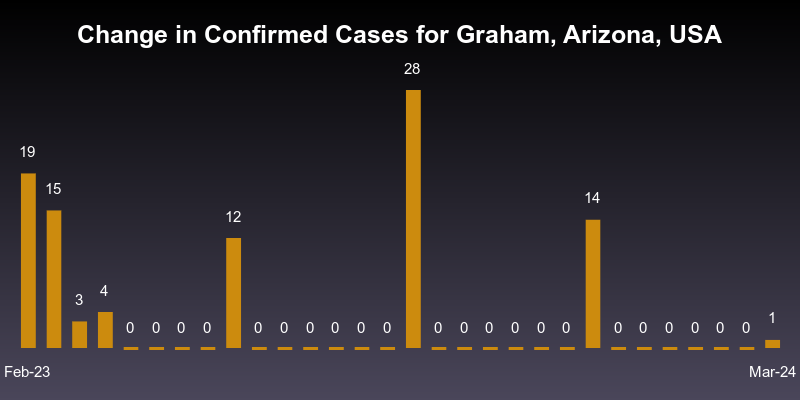 Change in Confirmed Cases for Graham, Arizona, USA
19 15 3 4 0 0 0 0 12 0 0 0 0 0 0 28 0 0 0 0 0 0 14 0 0 0 0 0 0 1
Feb-23 Mar-24